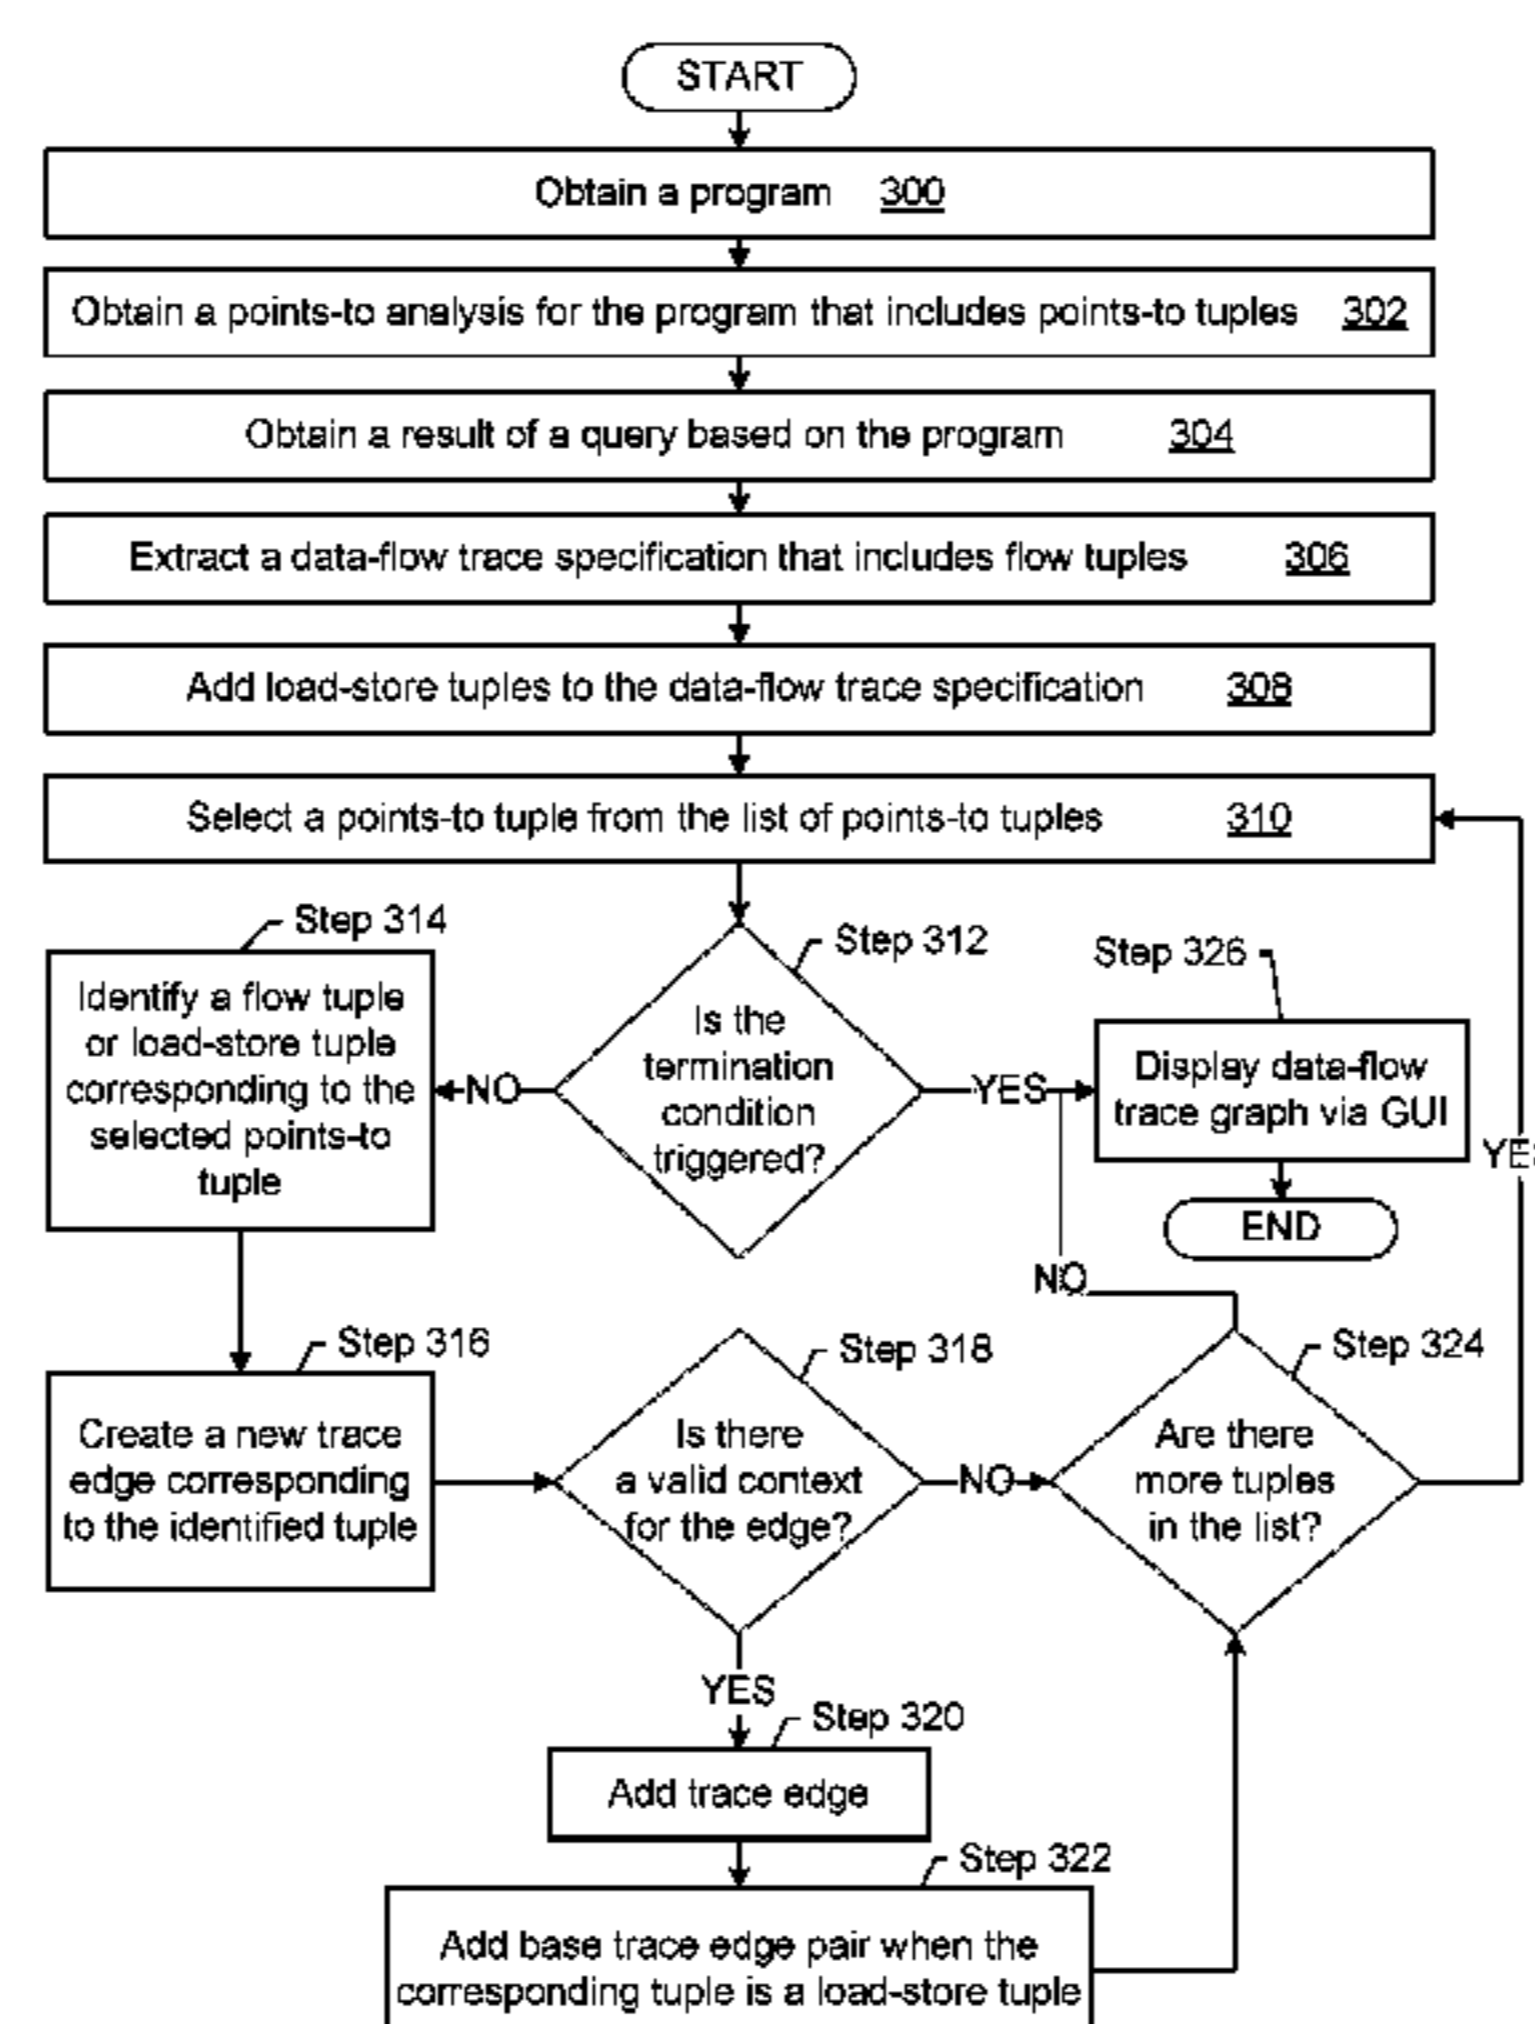 START
Obtain a program 300
Obtain a points-to analysis for the program that includes points-to tuples 302
Obtain a result of a query based on the program 304
Extract a data-flow trace specification that includes flow tuples 306
Add load-store tuples to the data-flow trace specification 308
Select a points-to tuple from the list of points-to tuples 310
Step 314
Identify a flow tuple
or load-store tuple
corresponding to the
selected points-to
tuple
NO
Step 312
Is the
termination
condition
triggered?
YES
Step 326
Display data-flow
trace graph via GUI
END
YES
NO
Step 316
Create a new trace
edge corresponding
to the identified tuple
Step 318
Is there
a valid context
for the edge?
NO
Step 324
Are there
more tuples
in the list?
YES
Step 320
Add trace edge
Step 322
Add base trace edge pair when the
corresponding tuple is a load-store tuple